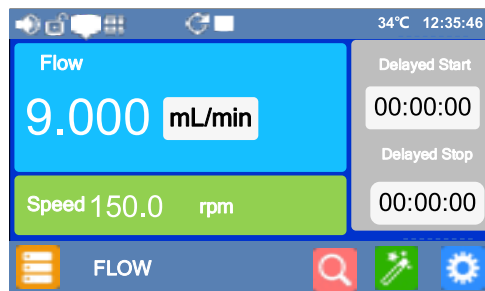 34℃ 12:35:46
Flow
9.000 mL/min
Delayed Start
00:00:00
Delayed Stop
00:00:00
Speed 150.0 rpm
FLOW